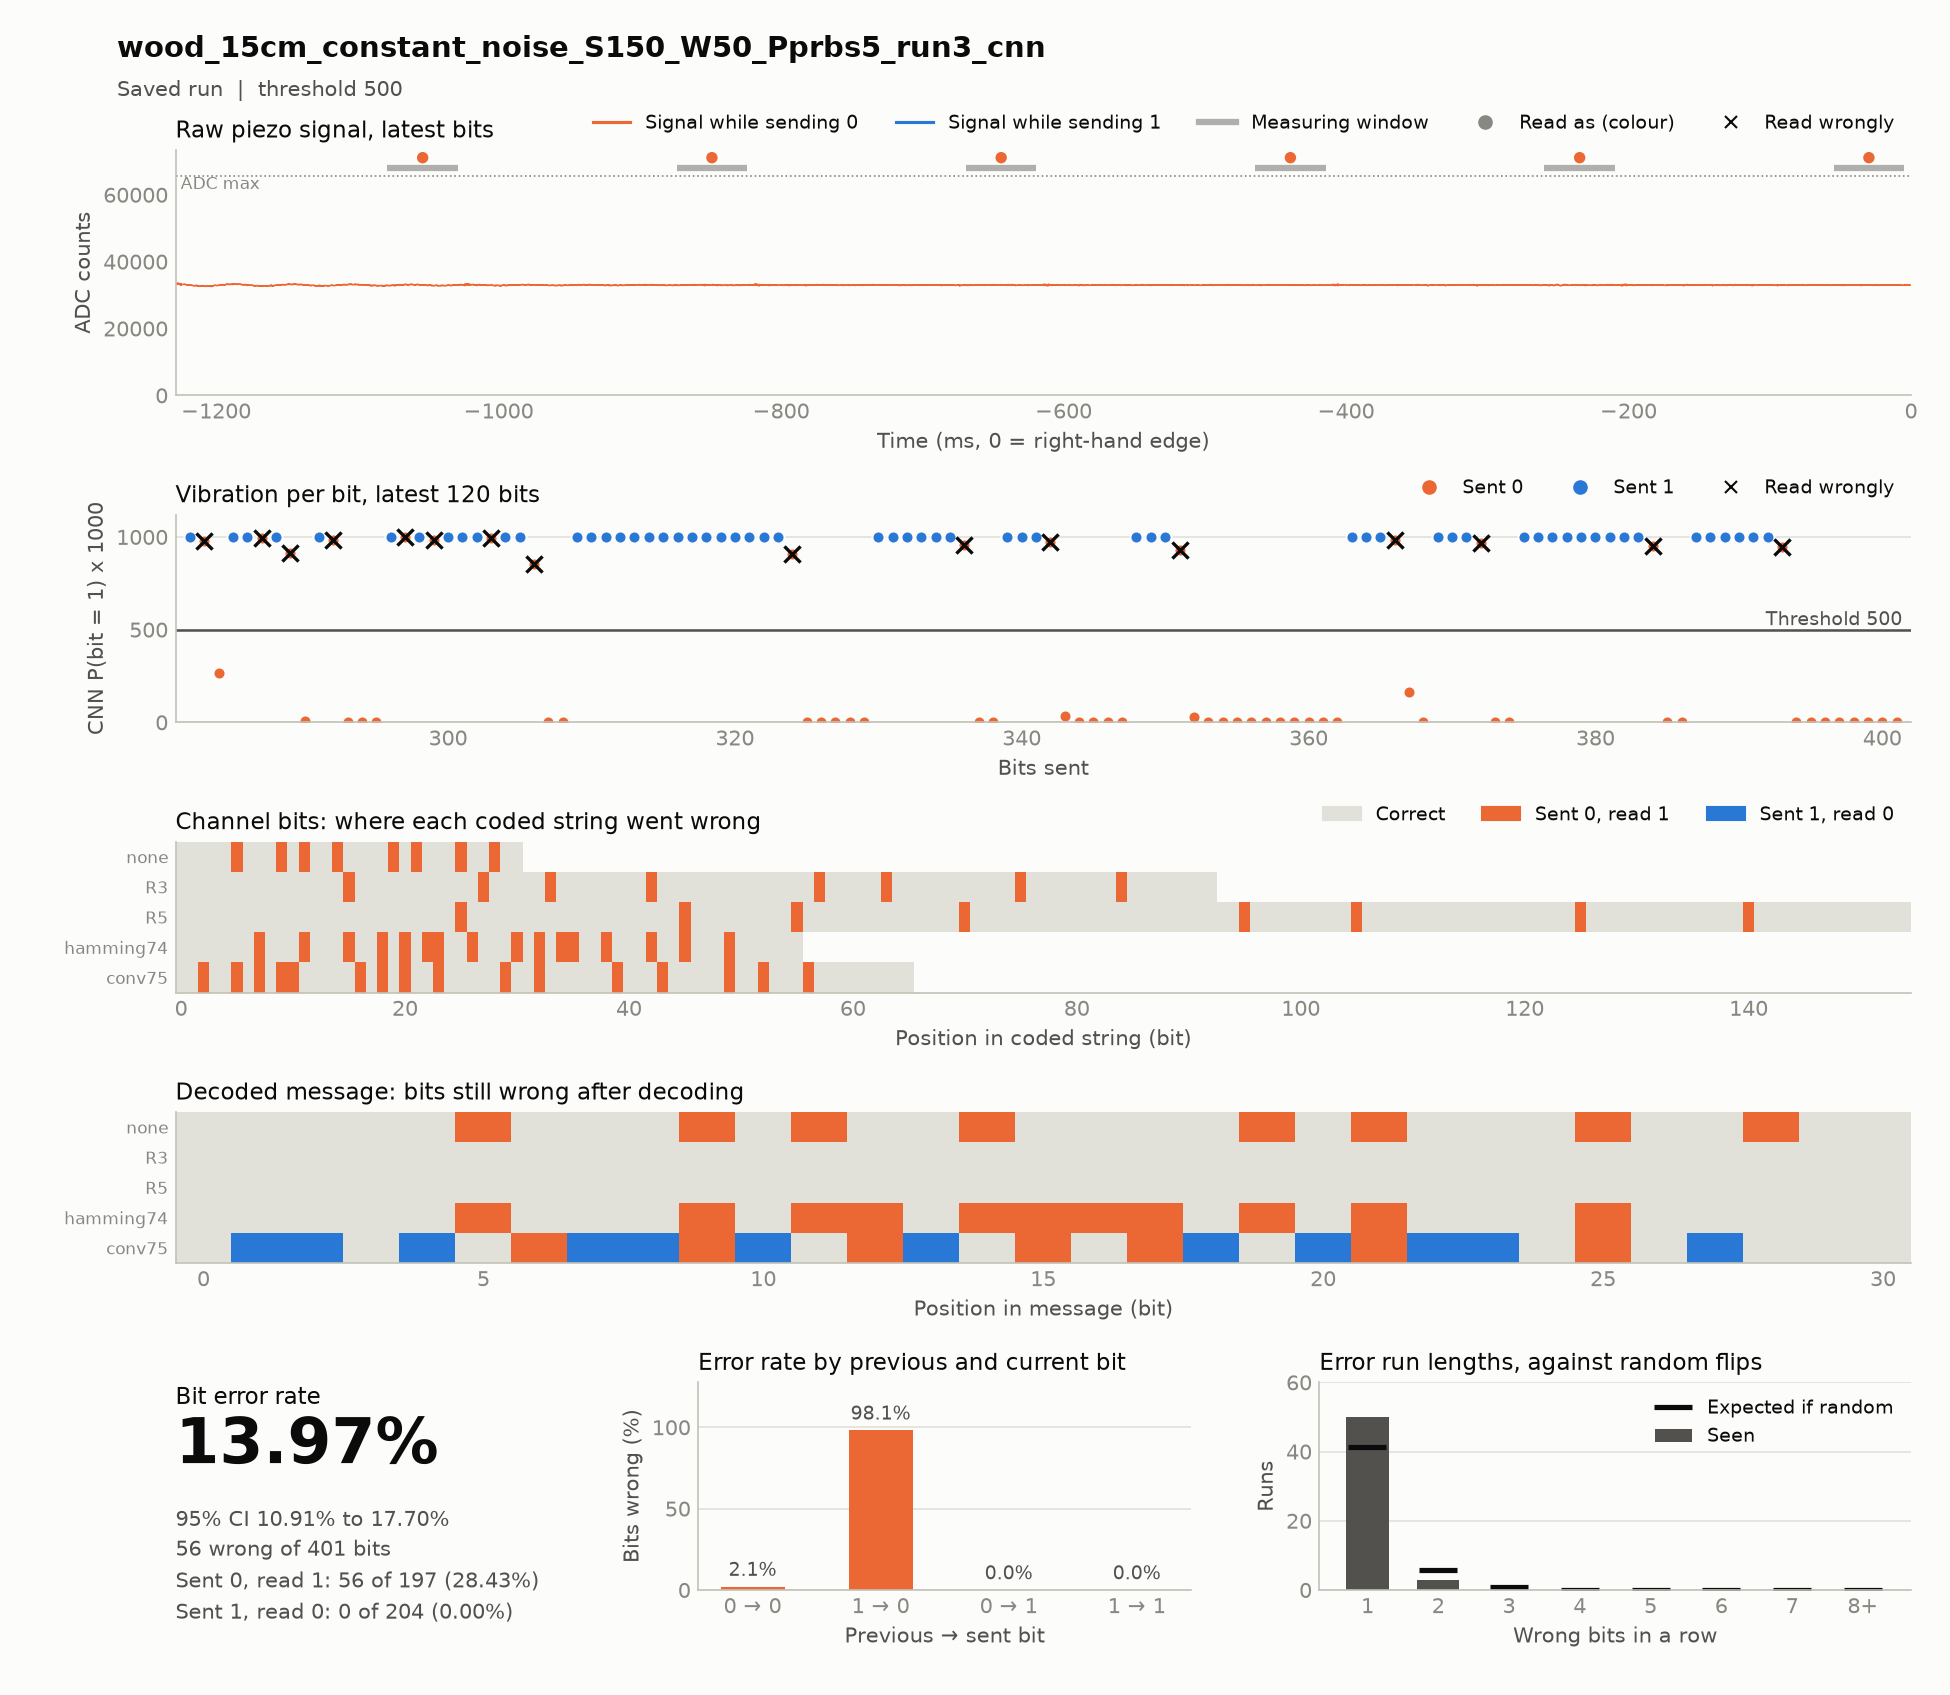 wood_15cm_constant_noise_S150_W50_Pprbs5_run3_cnn
Saved run | threshold 500
Raw piezo signal, latest bits
Signal while sending 0
Signal while sending 1
Measuring window
Read as (colour)
Read wrongly
ADC max
ADC counts
60000
40000
20000
0
−1200
−1000
−800
−600
−400
−200
0
Time (ms, 0 = right-hand edge)
Vibration per bit, latest 120 bits
Sent 0
Sent 1
Read wrongly
CNN P(bit = 1) x 1000
1000
500
0
Threshold 500
300
320
340
360
380
400
Bits sent
Channel bits: where each coded string went wrong
Correct
Sent 0, read 1
Sent 1, read 0
none
R3
R5
hamming74
conv75
0
20
40
60
80
100
120
140
Position in coded string (bit)
Decoded message: bits still wrong after decoding
none
R3
R5
hamming74
conv75
0
5
10
15
20
25
30
Position in message (bit)
Bit error rate
13.97%
95% CI 10.91% to 17.70%
56 wrong of 401 bits
Sent 0, read 1: 56 of 197 (28.43%)
Sent 1, read 0: 0 of 204 (0.00%)
Error rate by previous and current bit
Bits wrong (%)
100
50
0
2.1%
98.1%
0.0%
0.0%
0 → 0
1 → 0
0 → 1
1 → 1
Previous → sent bit
Error run lengths, against random flips
Expected if random
Seen
Runs
60
40
20
0
1
2
3
4
5
6
7
8+
Wrong bits in a row